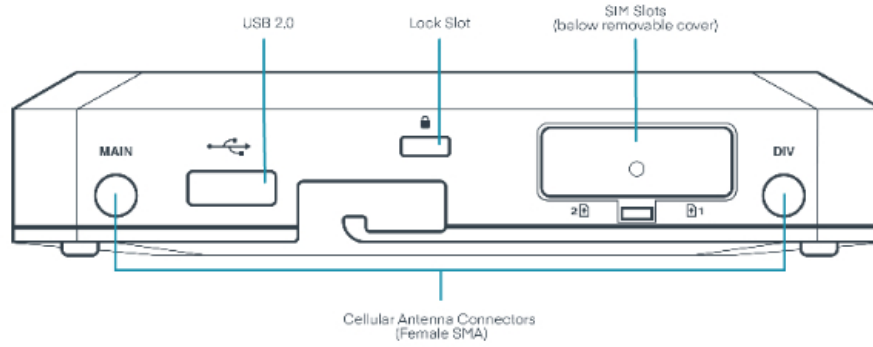 USB 2.0
Lock Slot
SIM Slots
(below removable cover)
MAIN
DIV
2
1
Cellular Antenna Connectors
(Female SMA)